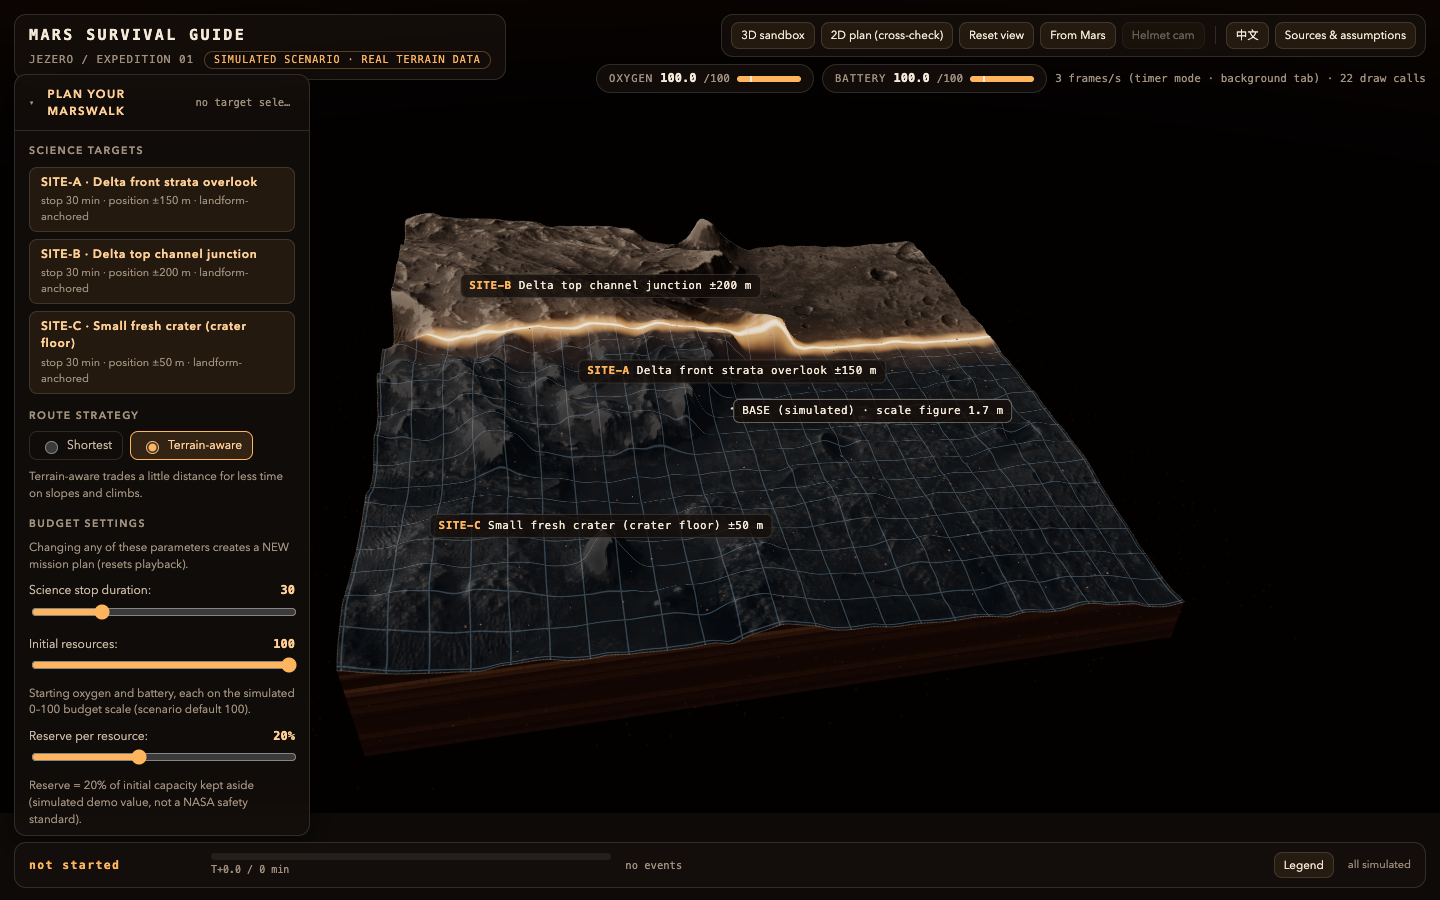 MARS SURVIVAL GUIDE
JEZERO / EXPEDITION 01 SIMULATED SCENARIO · REAL TERRAIN DATA
3D sandbox 2D plan (cross-check) Reset view From Mars Helmet cam 中文 Sources & assumptions
OXYGEN 100.0 /100 BATTERY 100.0 /100 3 frames/s (timer mode · background tab) · 22 draw calls
PLAN YOUR
MARSWALK
no target sele…
SCIENCE TARGETS
SITE-A · Delta front strata overlook
stop 30 min · position ±150 m · landform-
anchored
SITE-B · Delta top channel junction
stop 30 min · position ±200 m · landform-
anchored
SITE-C · Small fresh crater (crater
floor)
stop 30 min · position ±50 m · landform-
anchored
ROUTE STRATEGY
Shortest Terrain-aware
Terrain-aware trades a little distance for less time
on slopes and climbs.
BUDGET SETTINGS
Changing any of these parameters creates a NEW
mission plan (resets playback).
Science stop duration: 30
Initial resources: 100
Starting oxygen and battery, each on the simulated
0–100 budget scale (scenario default 100).
Reserve per resource: 20%
Reserve = 20% of initial capacity kept aside
(simulated demo value, not a NASA safety
standard).
SITE-B Delta top channel junction ±200 m
SITE-A Delta front strata overlook ±150 m
BASE (simulated) · scale figure 1.7 m
SITE-C Small fresh crater (crater floor) ±50 m
not started
T+0.0 / 0 min
no events
Legend
all simulated